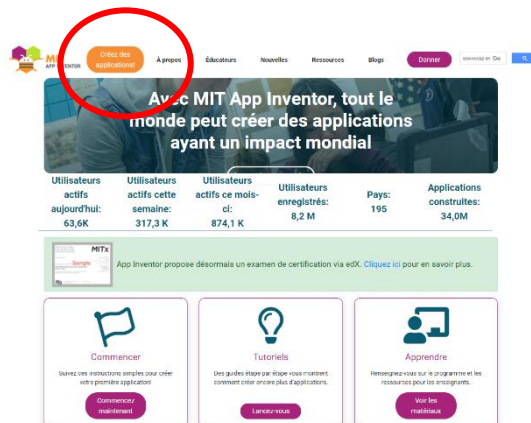 MIT
APP INVENTOR
Créez des
applications!
À propos
Éducateurs
Nouvelles
Ressources
Blogs
Donner
Avec MIT App Inventor, tout le
monde peut créer des applications
ayant un impact mondial
Utilisateurs
actifs
aujourd'hui:
63,6K
Utilisateurs
actifs cette
semaine:
317,3 K
Utilisateurs
actifs ce mois-
ci:
874,1 K
Utilisateurs
enregistrés:
8,2 M
Pays:
195
Applications
construites:
34,0M
MITx
Sample
App Inventor propose désormais un examen de certification via edX. Cliquez ici pour en savoir plus.
Commencer
Suivez ces instructions simples pour créer
votre première application!
Commencez
maintenant
Tutoriels
Des guides étape par étape vous montrent
comment créer encore plus d'applications.
Lancez-vous
Apprendre
Renseignez-vous sur le programme et les
ressources pour les enseignants.
Voir les
matériaux